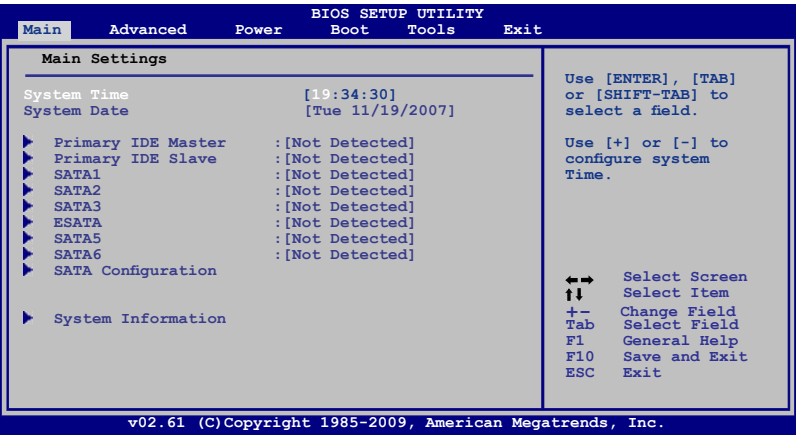 BIOS SETUP UTILITY
Main Advanced Power Boot Tools Exit
Main Settings
System Time [19:34:30]
System Date [Tue 11/19/2007]
Primary IDE Master :[Not Detected]
Primary IDE Slave :[Not Detected]
SATA1 :[Not Detected]
SATA2 :[Not Detected]
SATA3 :[Not Detected]
ESATA :[Not Detected]
SATA5 :[Not Detected]
SATA6 :[Not Detected]
SATA Configuration
System Information
Use [ENTER], [TAB]
or [SHIFT-TAB] to
select a field.
Use [+] or [-] to
configure system
Time.
←→ Select Screen
↑↓ Select Item
+- Change Field
Tab Select Field
F1 General Help
F10 Save and Exit
ESC Exit
v02.61 (C)Copyright 1985-2009, American Megatrends, Inc.